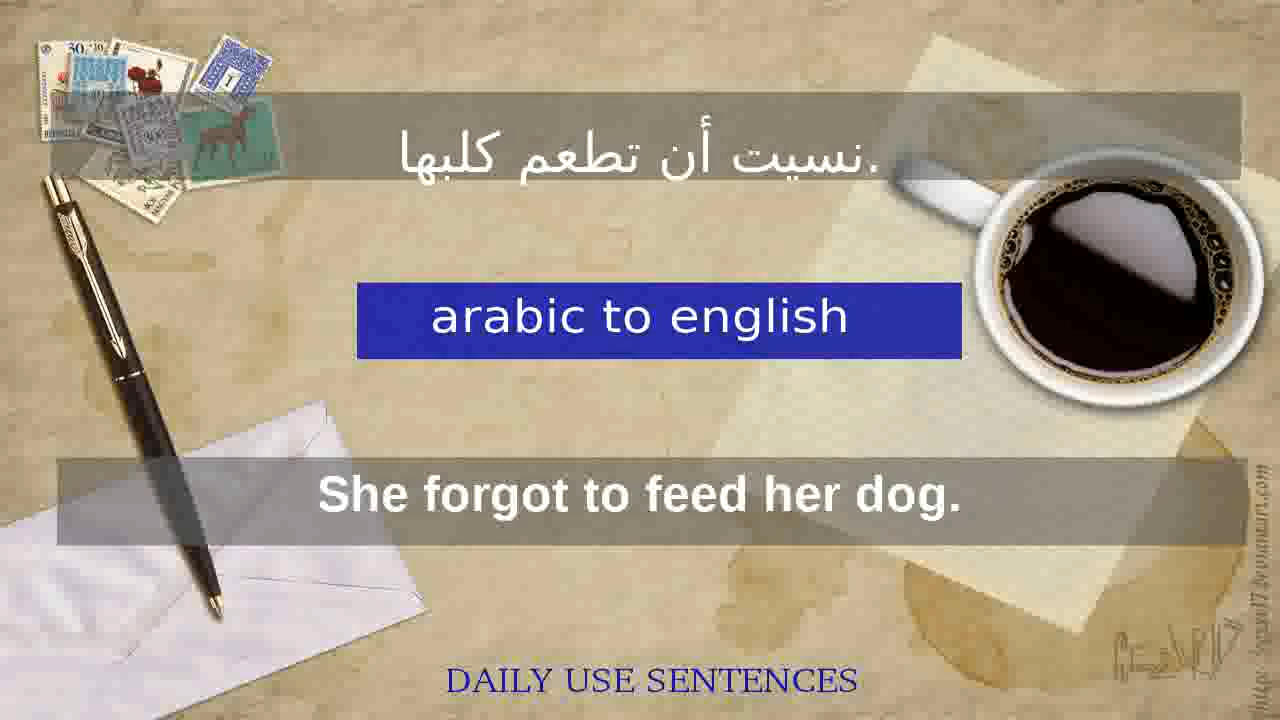 نسيت أن تطعم كلبها.
arabic to english
She forgot to feed her dog.
DAILY USE SENTENCES